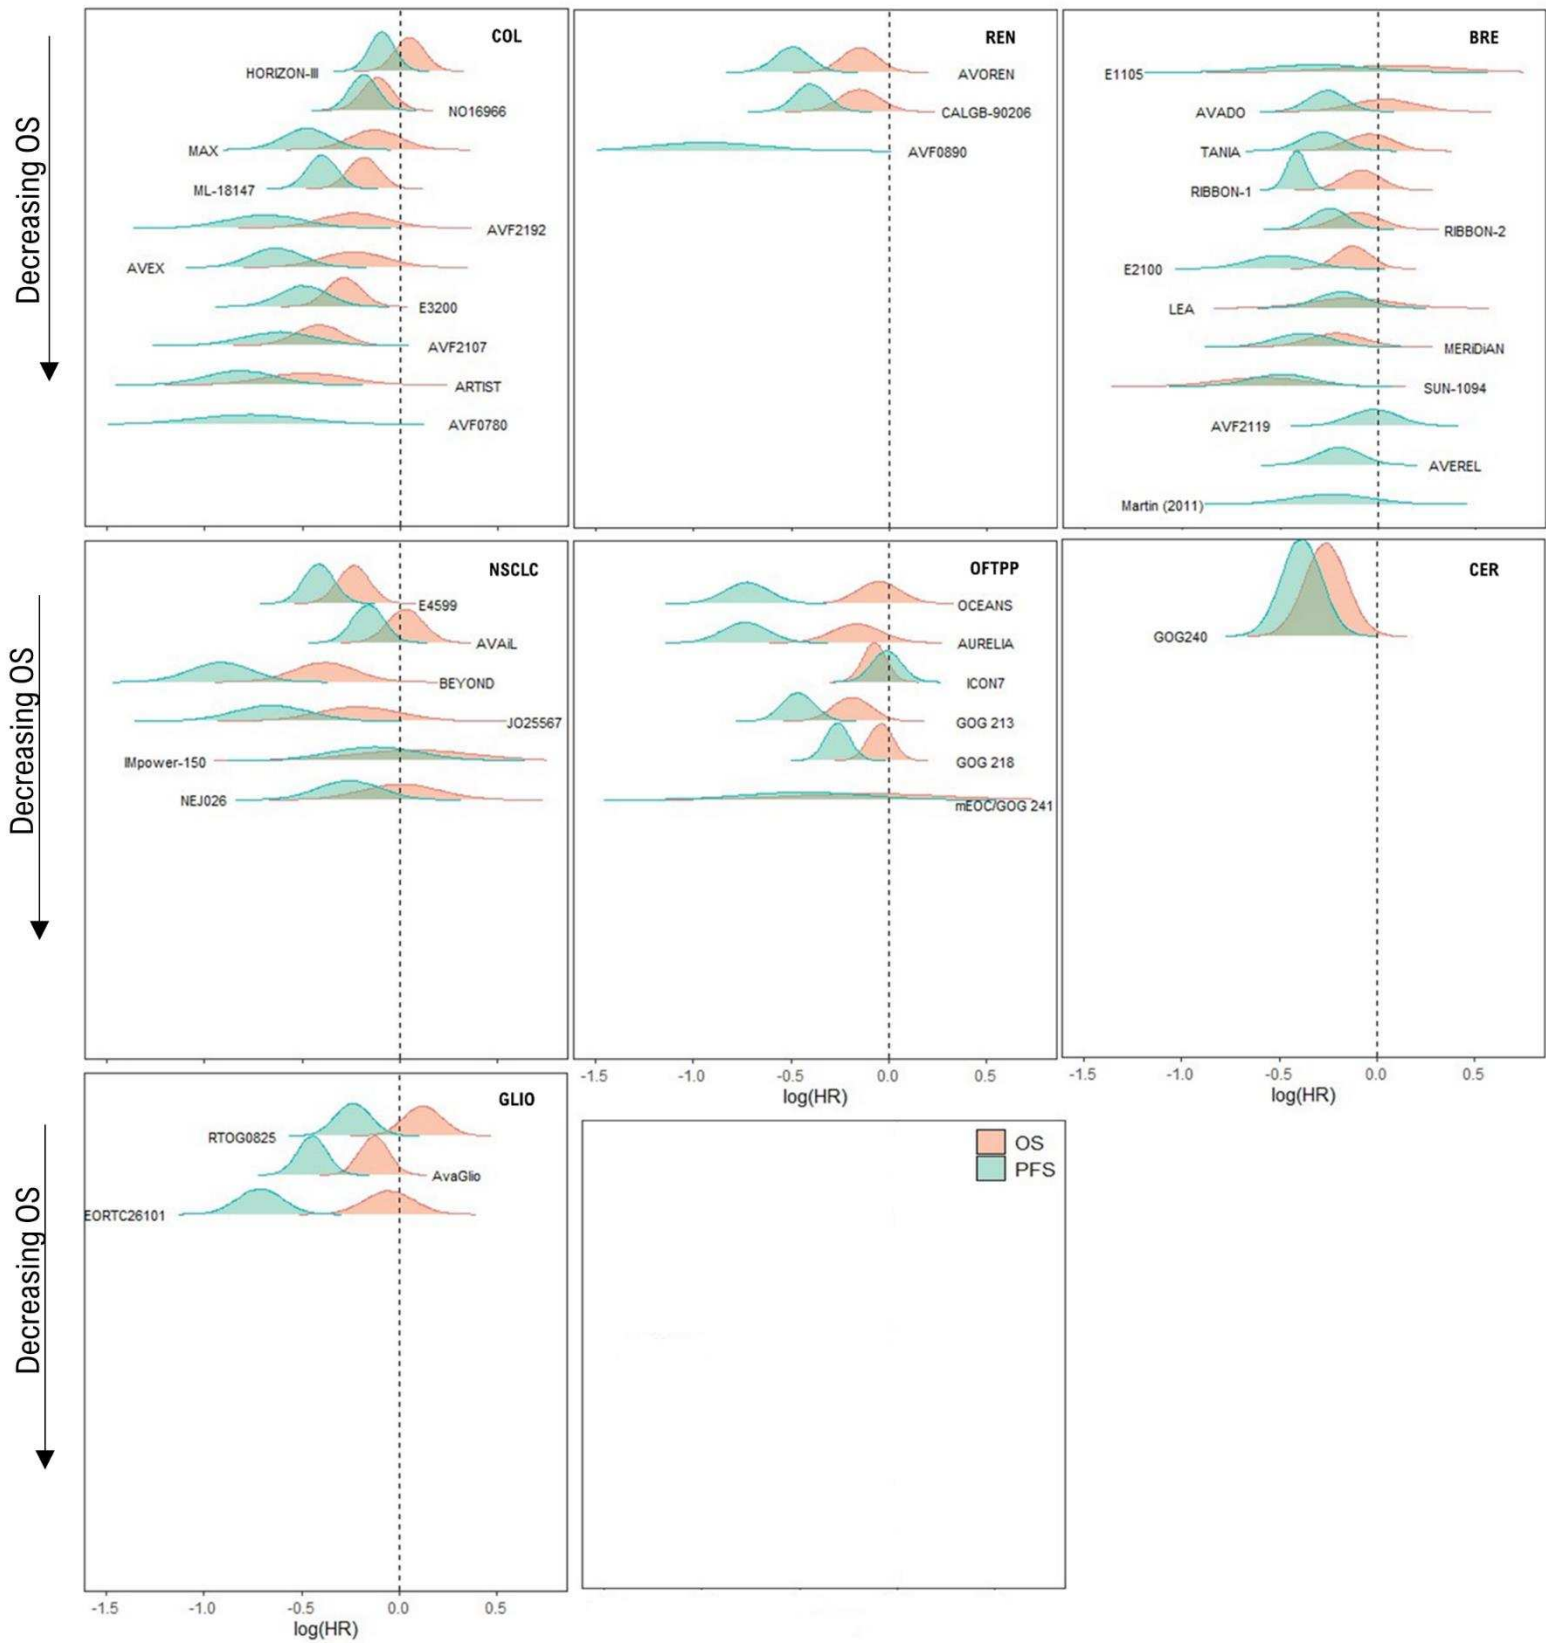 Decreasing OS
COL
HORIZON-III
NO16966
MAX
ML-18147
AVF2192
AVEX
E3200
AVF2107
ARTIST
AVF0780
REN
AVOREN
CALGB-90206
AVF0890
BRE
E1105
AVADO
TANIA
RIBBON-1
RIBBON-2
E2100
LEA
MERiDiAN
SUN-1094
AVF2119
AVEREL
Martin (2011)
Decreasing OS
NSCLC
E4599
AVAiL
BEYOND
JO25567
IMpower-150
NEJ026
OFTPP
OCEANS
AURELIA
ICON7
GOG 213
GOG 218
mEOC/GOG 241
-1.5 -1.0 -0.5 0.0 0.5
log(HR)
CER
GOG240
-1.5 -1.0 -0.5 0.0 0.5
log(HR)
Decreasing OS
GLIO
RTOG0825
AvaGlio
EORTC26101
-1.5 -1.0 -0.5 0.0 0.5
log(HR)
OS
PFS